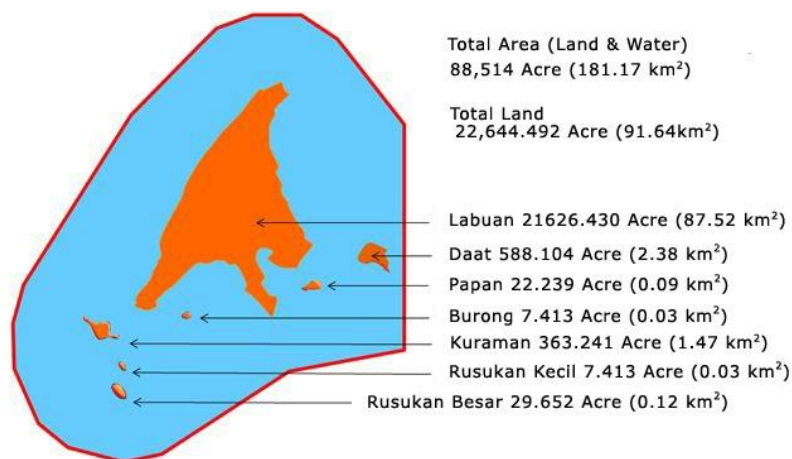 Total Area (Land & Water)
88,514 Acre (181.17 km²)
Total Land
22,644.492 Acre (91.64km²)
Labuan 21626.430 Acre (87.52 km²)
Daat 588.104 Acre (2.38 km²)
Papan 22.239 Acre (0.09 km²)
Burong 7.413 Acre (0.03 km²)
Kuraman 363.241 Acre (1.47 km²)
Rusukan Kecil 7.413 Acre (0.03 km²)
Rusukan Besar 29.652 Acre (0.12 km²)